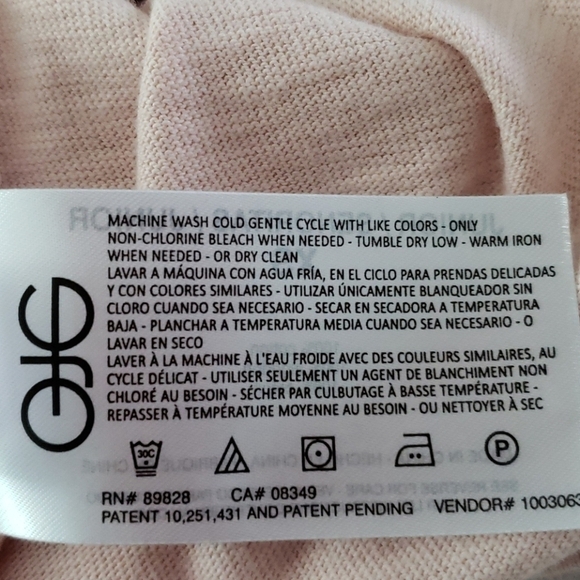 MACHINE WASH COLD GENTLE CYCLE WITH LIKE COLORS - ONLY
NON-CHLORINE BLEACH WHEN NEEDED - TUMBLE DRY LOW - WARM IRON
WHEN NEEDED - OR DRY CLEAN
LAVAR A MÁQUINA CON AGUA FRÍA, EN EL CICLO PARA PRENDAS DELICADAS
Y CON COLORES SIMILARES - UTILIZAR ÚNICAMENTE BLANQUEADOR SIN
CLORO CUANDO SEA NECESARIO - SECAR EN SECADORA A TEMPERATURA
BAJA - PLANCHAR A TEMPERATURA MEDIA CUANDO SEA NECESARIO - O
LAVAR EN SECO
LAVER À LA MACHINE À L'EAU FROIDE AVEC DES COULEURS SIMILAIRES, AU
CYCLE DÉLICAT - UTILISER SEULEMENT UN AGENT DE BLANCHIMENT NON
CHLORÉ AU BESOIN - SÉCHER PAR CULBUTAGE À BASSE TEMPÉRATURE -
REPASSER À TEMPÉRATURE MOYENNE AU BESOIN - OU NETTOYER À SEC
30C P
RN# 89828 CA# 08349
PATENT 10,251,431 AND PATENT PENDING VENDOR# 1003063